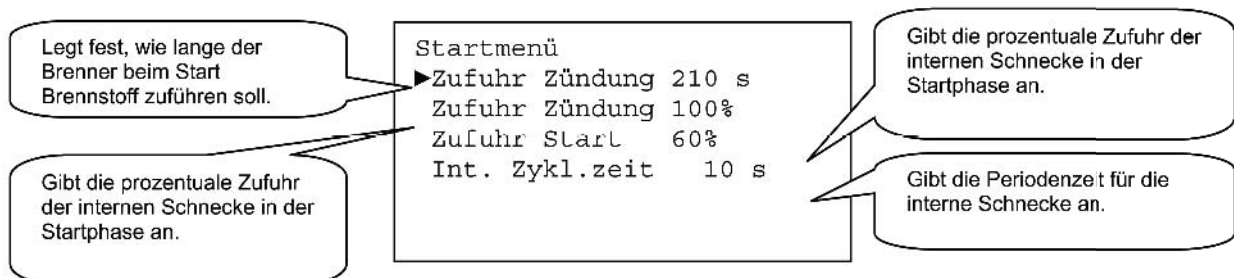 Legt fest, wie lange der
Brenner beim Start
Brennstoff zuführen soll.
Gibt die prozentuale Zufuhr
der internen Schnecke in der
Startphase an.
Startmenü
▶Zufuhr Zündung 210 s
Zufuhr Zündung 100%
Zufuhr Start 60%
Int. Zykl.zeit 10 s
Gibt die prozentuale Zufuhr der
internen Schnecke in der
Startphase an.
Gibt die Periodenzeit für die
interne Schnecke an.